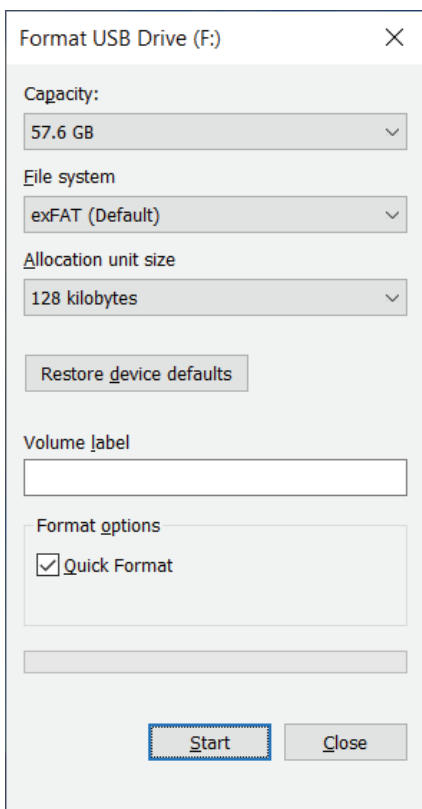 Format USB Drive (F:)
Capacity:
57.6 GB
File system
exFAT (Default)
Allocation unit size
128 kilobytes
Restore device defaults
Volume label
Format options
Quick Format
Start
Close